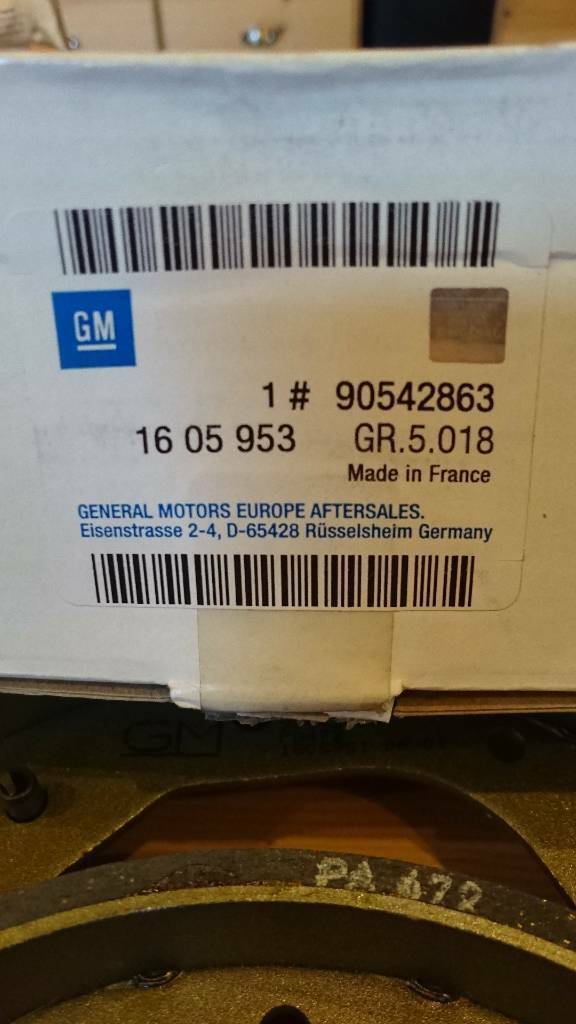 GM
1 # 90542863
16 05 953 GR.5.018
Made in France
GENERAL MOTORS EUROPE AFTERSALES.
Eisenstrasse 2-4, D-65428 Rüsselsheim Germany
GM
PA 672